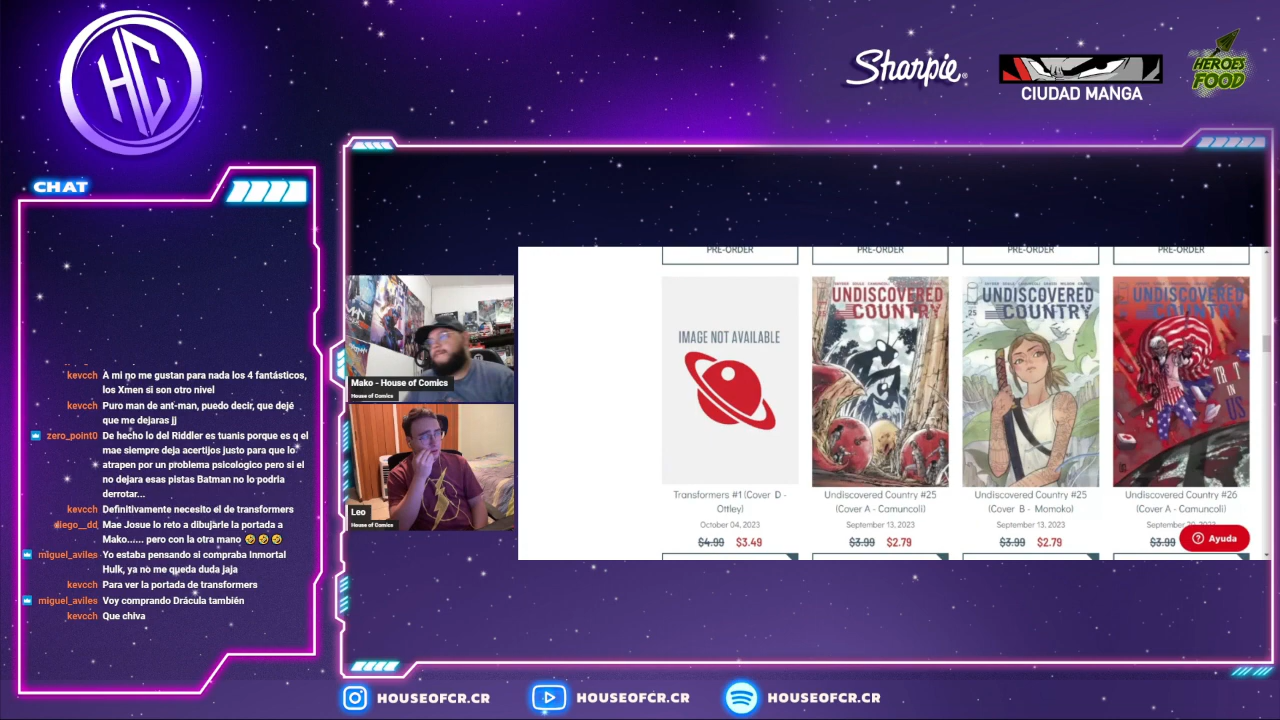 HC
Sharpie®
CIUDAD MANGA
HEROES
FOOD
CHAT
kevcch A mi no me gustan para nada los 4 fantásticos,
los Xmen si son otro nivel
kevcch Puro man de ant-man, puedo decir, que dejé
que me dejaras jj
zero_point0 De hecho lo del Riddler es tuanis porque es q el
mae siempre deja acertijos justo para que lo
atrapen por un problema psicologico pero si el
no dejara esas pistas Batman no lo podria
derrotar...
kevcch Definitivamente necesito el de transformers
diego__dd Mae Josue lo reto a dibujarle la portada a
Mako...... pero con la otra mano 🤣 🤣 🤣
miguel_aviles Yo estaba pensando si compraba Inmortal
Hulk, ya no me queda duda jaja
kevcch Para ver la portada de transformers
miguel_aviles Voy comprando Drácula también
kevcch Que chiva
Mako - House of Comics
House of Comics
Leo
House of Comics
PRE-ORDER
PRE-ORDER
PRE-ORDER
PRE-ORDER
IMAGE NOT AVAILABLE
UNDISCOVERED
COUNTRY
UNDISCOVERED
COUNTRY
25
UNDISCOVERED
COUNTRY
TR T
IN
US
Transformers #1 (Cover D -
Ottley)
October 04, 2023
$4.99 $3.49
Undiscovered Country #25
(Cover A - Camuncoli)
September 13, 2023
$3.99 $2.79
Undiscovered Country #25
(Cover B - Momoko)
September 13, 2023
$3.99 $2.79
Undiscovered Country #26
(Cover A - Camuncoli)
$3.99
Ayuda
HOUSEOFCR.CR
HOUSEOFCR.CR
HOUSEOFCR.CR